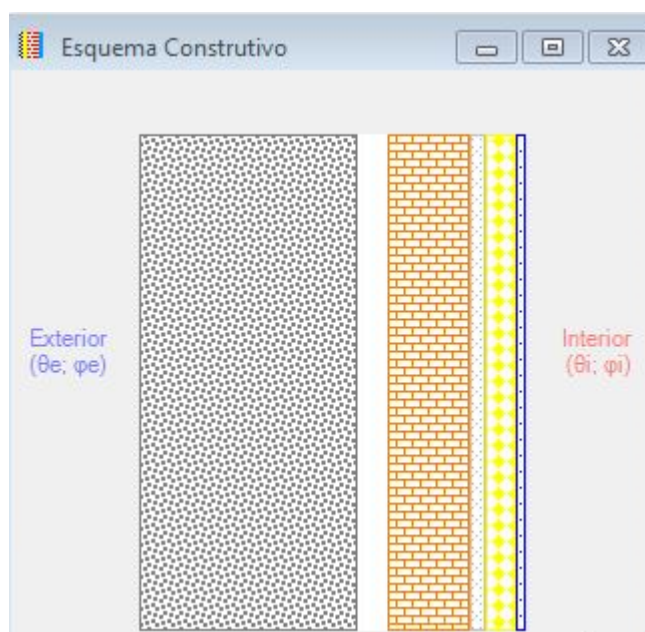 Esquema Construtivo
Exterior
(θe; φe)
Interior
(θi; φi)